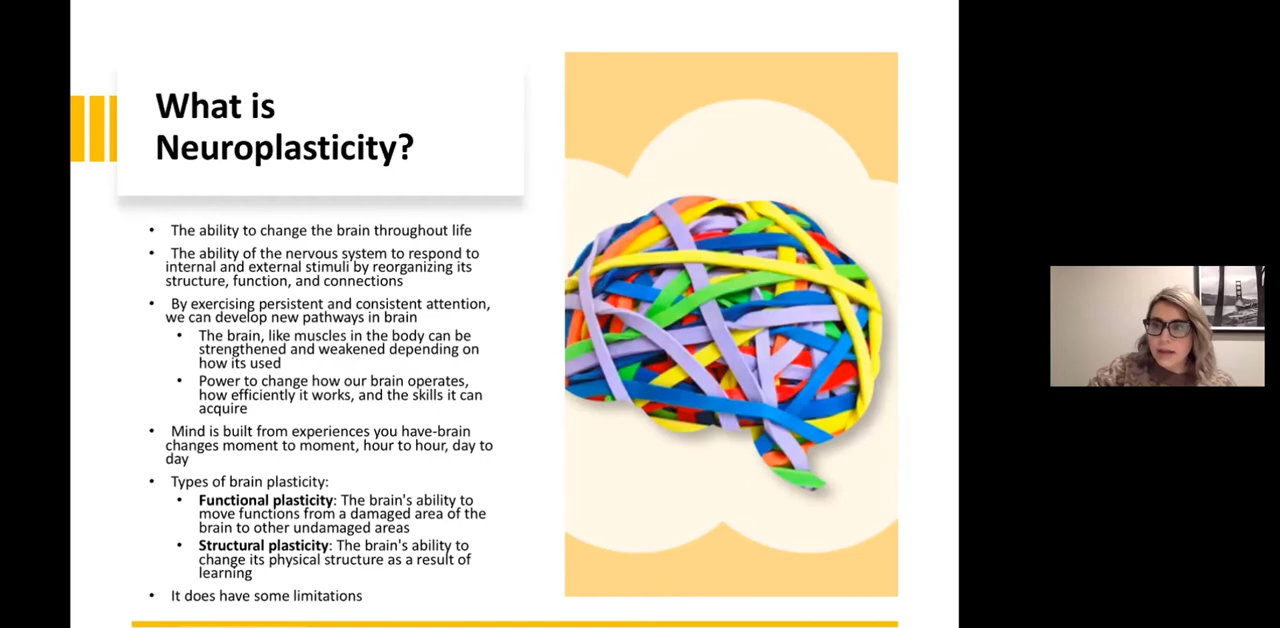 What is
Neuroplasticity?
• The ability to change the brain throughout life
• The ability of the nervous system to respond to
internal and external stimuli by reorganizing its
structure, function, and connections
• By exercising persistent and consistent attention,
we can develop new pathways in brain
• The brain, like muscles in the body can be
strengthened and weakened depending on
how its used
• Power to change how our brain operates,
how efficiently it works, and the skills it can
acquire
• Mind is built from experiences you have-brain
changes moment to moment, hour to hour, day to
day
• Types of brain plasticity:
• Functional plasticity: The brain's ability to
move functions from a damaged area of the
brain to other undamaged areas
• Structural plasticity: The brain's ability to
change its physical structure as a result of
learning
• It does have some limitations